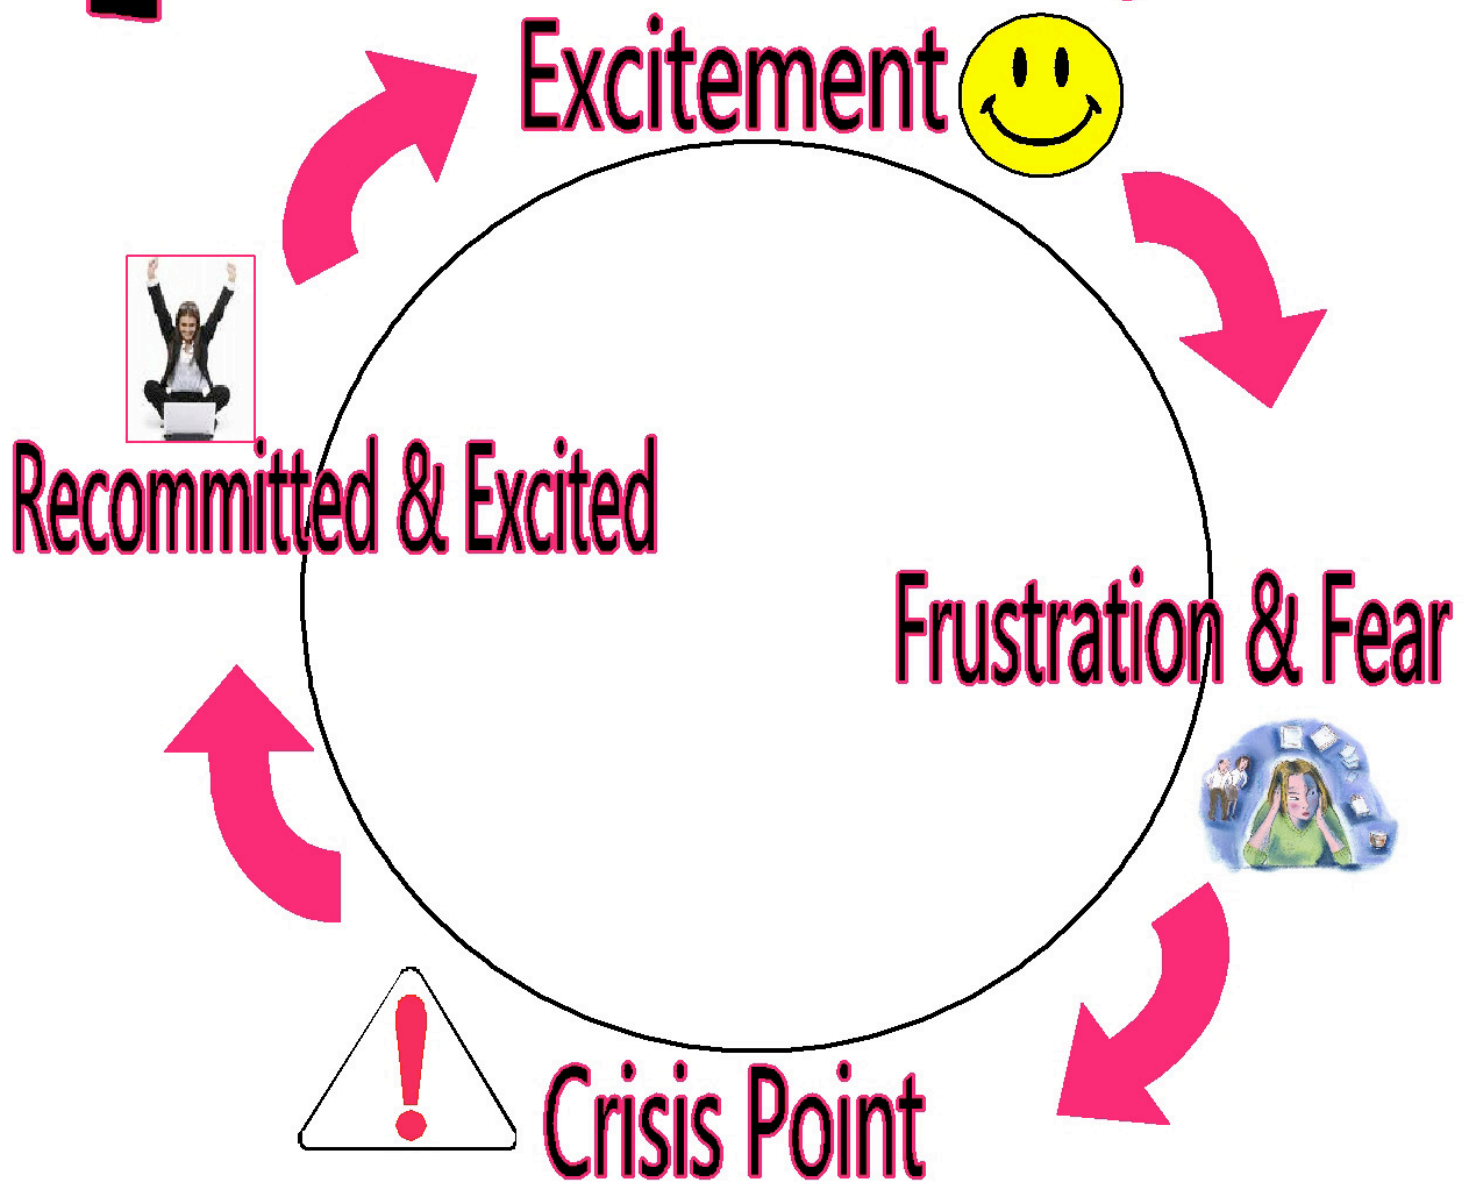 Excitement
Recommitted & Excited
Frustration & Fear
Crisis Point